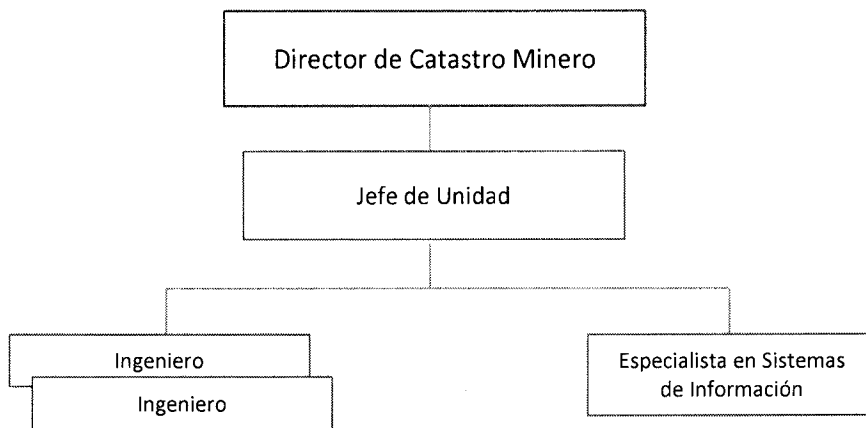 Director de Catastro Minero
Jefe de Unidad
Ingeniero
Ingeniero
Especialista en Sistemas
de Información